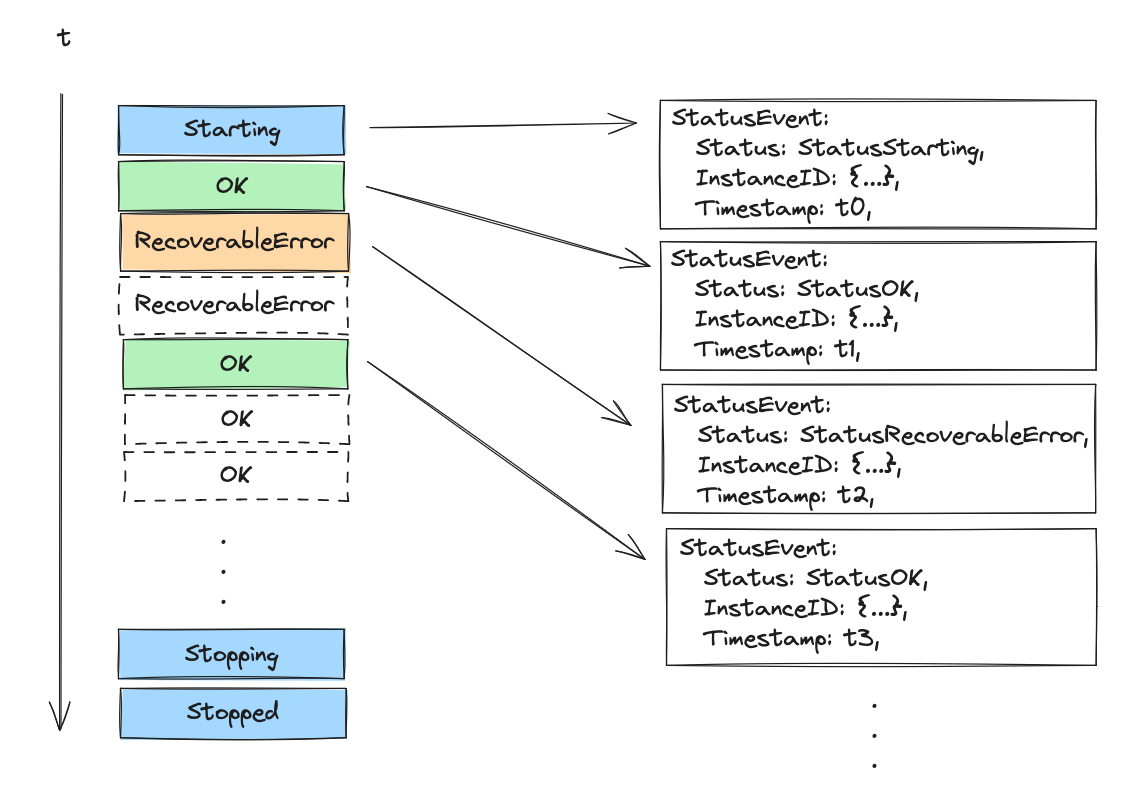 t
Starting
OK
RecoverableError
RecoverableError
OK
OK
OK
.
.
.
Stopping
Stopped
StatusEvent:
Status: StatusStarting,
InstanceID: {...},
Timestamp: t0,
StatusEvent:
Status: StatusOK,
InstanceID: {...},
Timestamp: t1,
StatusEvent:
Status: StatusRecoverableError,
InstanceID: {...},
Timestamp: t2,
StatusEvent:
Status: StatusOK,
InstanceID: {...},
Timestamp: t3,
.
.
.